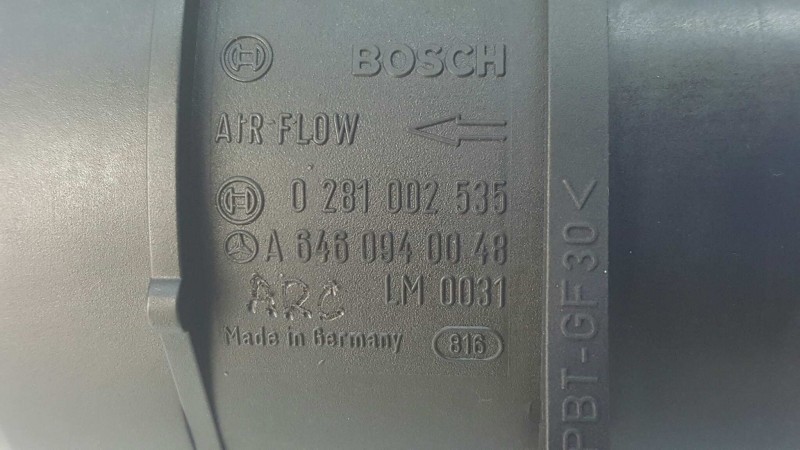 BOSCH
AIR FLOW
0 281 002 535
A 646 094 00 48
ARC LM 0031
Made in Germany 816
PBT-GF30<